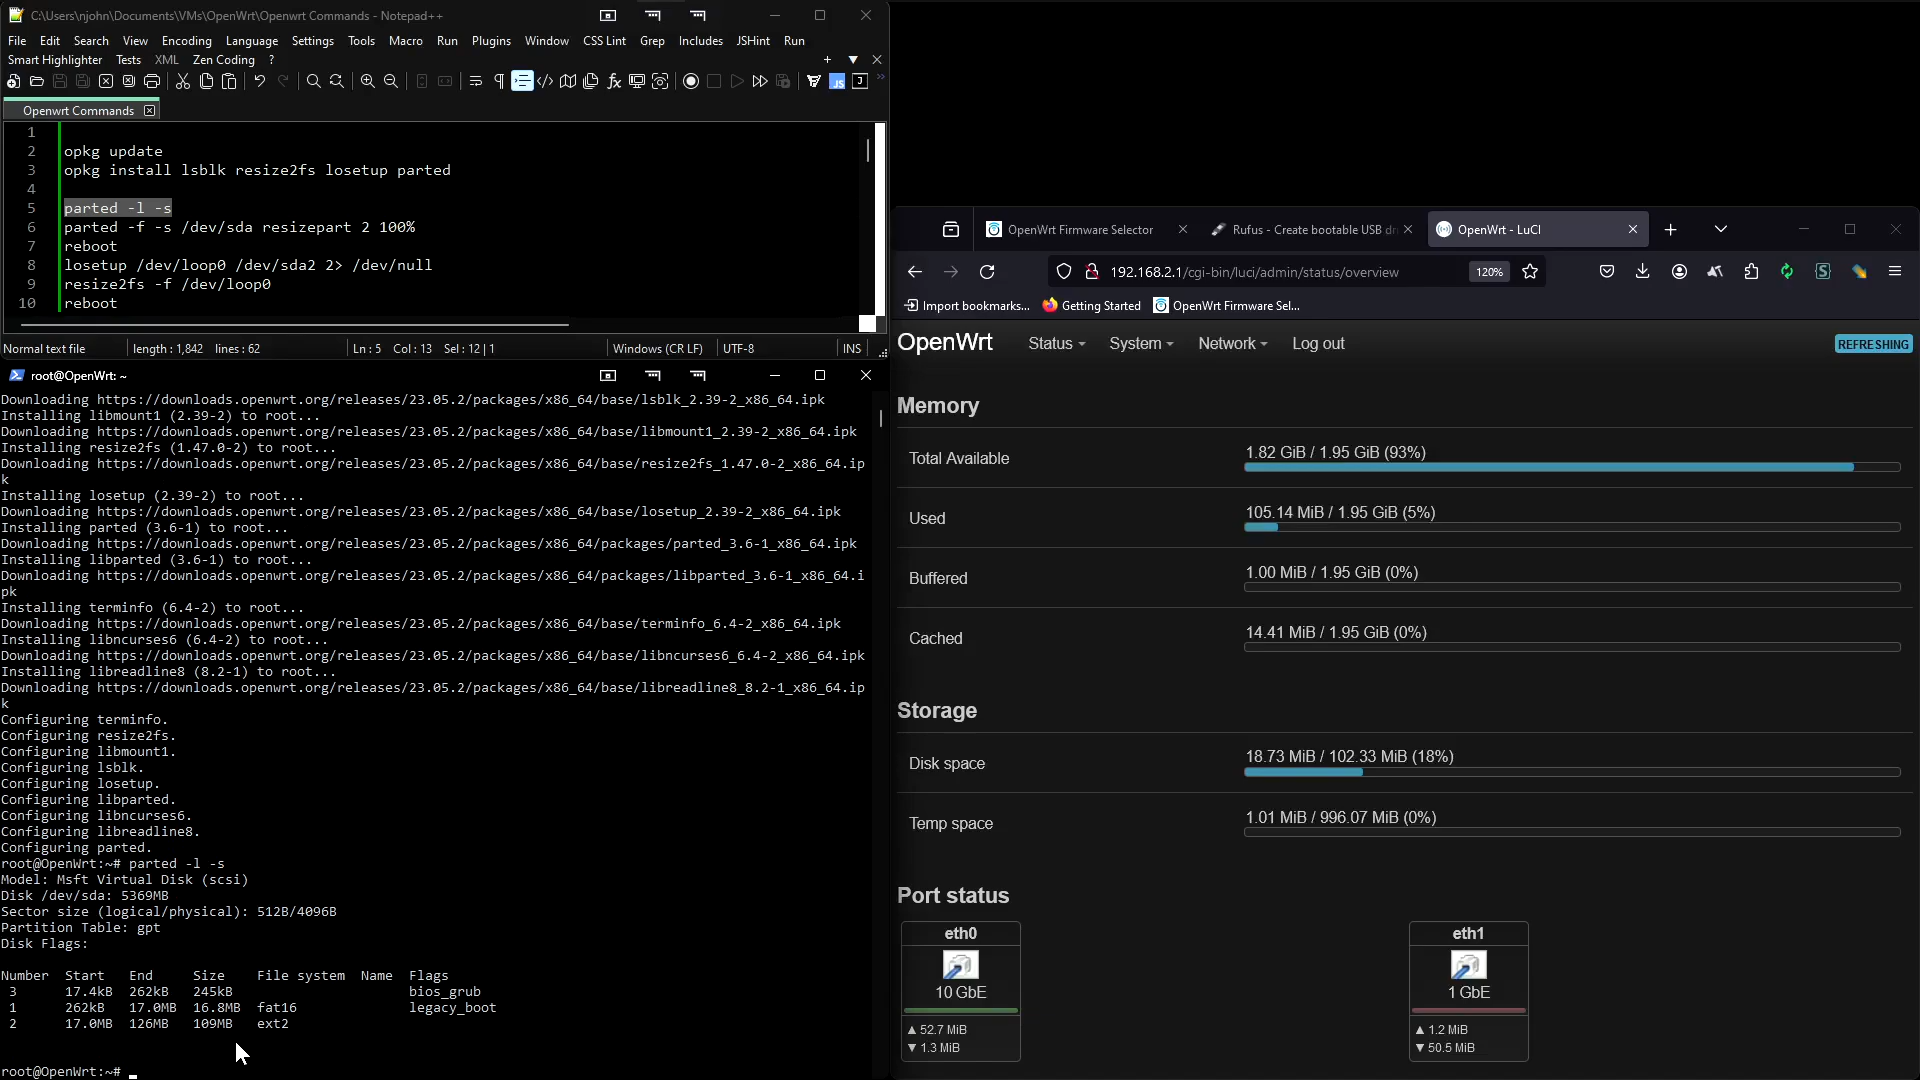 C:\Users\njohn\Documents\VMs\OpenWrt\Openwrt Commands - Notepad++
File Edit Search View Encoding Language Settings Tools Macro Run Plugins Window CSS Lint Grep Includes JSHint Run
Smart Highlighter Tests XML Zen Coding ?
Openwrt Commands
1
2 opkg update
3 opkg install lsblk resize2fs losetup parted
4
5 parted -l -s
6 parted -f -s /dev/sda resizepart 2 100%
7 reboot
8 losetup /dev/loop0 /dev/sda2 2> /dev/null
9 resize2fs -f /dev/loop0
10 reboot
Normal text file length : 1,842 lines : 62 Ln : 5 Col : 13 Sel : 12 | 1 Windows (CR LF) UTF-8 INS
root@OpenWrt: ~
Downloading https://downloads.openwrt.org/releases/23.05.2/packages/x86_64/base/lsblk_2.39-2_x86_64.ipk
Installing libmount1 (2.39-2) to root...
Downloading https://downloads.openwrt.org/releases/23.05.2/packages/x86_64/base/libmount1_2.39-2_x86_64.ipk
Installing resize2fs (1.47.0-2) to root...
Downloading https://downloads.openwrt.org/releases/23.05.2/packages/x86_64/base/resize2fs_1.47.0-2_x86_64.ip
k
Installing losetup (2.39-2) to root...
Downloading https://downloads.openwrt.org/releases/23.05.2/packages/x86_64/base/losetup_2.39-2_x86_64.ipk
Installing parted (3.6-1) to root...
Downloading https://downloads.openwrt.org/releases/23.05.2/packages/x86_64/packages/parted_3.6-1_x86_64.ipk
Installing libparted (3.6-1) to root...
Downloading https://downloads.openwrt.org/releases/23.05.2/packages/x86_64/packages/libparted_3.6-1_x86_64.i
pk
Installing terminfo (6.4-2) to root...
Downloading https://downloads.openwrt.org/releases/23.05.2/packages/x86_64/base/terminfo_6.4-2_x86_64.ipk
Installing libncurses6 (6.4-2) to root...
Downloading https://downloads.openwrt.org/releases/23.05.2/packages/x86_64/base/libncurses6_6.4-2_x86_64.ipk
Installing libreadline8 (8.2-1) to root...
Downloading https://downloads.openwrt.org/releases/23.05.2/packages/x86_64/base/libreadline8_8.2-1_x86_64.ip
k
Configuring terminfo.
Configuring resize2fs.
Configuring libmount1.
Configuring lsblk.
Configuring losetup.
Configuring libparted.
Configuring libncurses6.
Configuring libreadline8.
Configuring parted.
root@OpenWrt:~# parted -l -s
Model: Msft Virtual Disk (scsi)
Disk /dev/sda: 5369MB
Sector size (logical/physical): 512B/4096B
Partition Table: gpt
Disk Flags:
Number Start End Size File system Name Flags
3 17.4kB 262kB 245kB bios_grub
1 262kB 17.0MB 16.8MB fat16 legacy_boot
2 17.0MB 126MB 109MB ext2
root@OpenWrt:~#
OpenWrt Firmware Selector
Rufus - Create bootable USB dr
OpenWrt - LuCI
192.168.2.1/cgi-bin/luci/admin/status/overview 120%
Import bookmarks... Getting Started OpenWrt Firmware Sel...
OpenWrt Status System Network Log out REFRESHING
Memory
Total Available 1.82 GiB / 1.95 GiB (93%)
Used 105.14 MiB / 1.95 GiB (5%)
Buffered 1.00 MiB / 1.95 GiB (0%)
Cached 14.41 MiB / 1.95 GiB (0%)
Storage
Disk space 18.73 MiB / 102.33 MiB (18%)
Temp space 1.01 MiB / 996.07 MiB (0%)
Port status
eth0 eth1
10 GbE 1 GbE
▲ 52.7 MiB ▲ 1.2 MiB
▼ 1.3 MiB ▼ 50.5 MiB